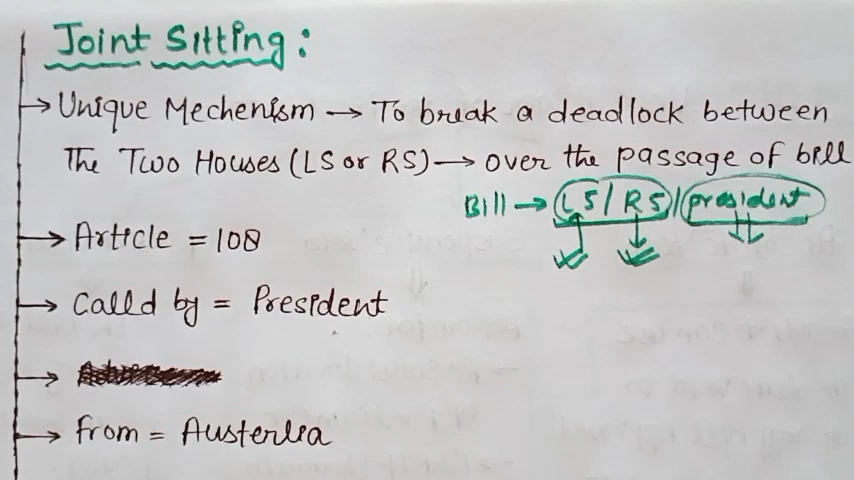 Joint Sitting:
→ Unique Mechenism → To break a deadlock between
The Two Houses (LS or RS) → over the passage of bill
Bill → LS / RS / president
→ Article = 108
→ Calld by = President
→
→ From = Austerlia